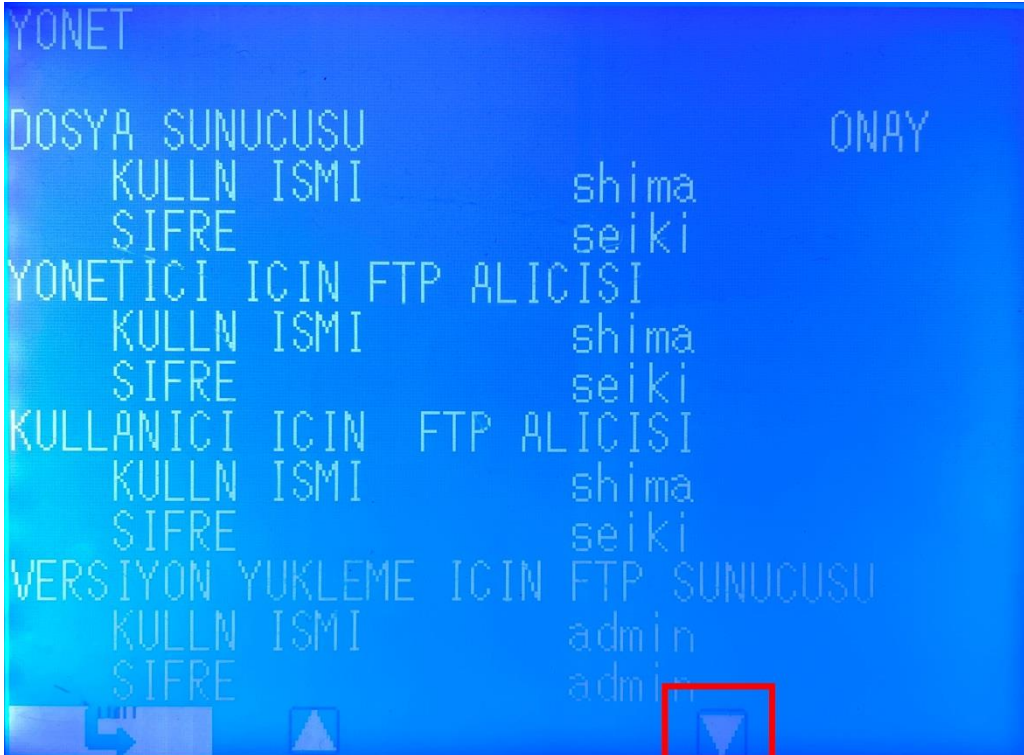 YONET
DOSYA SUNUCUSU ONAY
KULLN ISMI shima
SIFRE seiki
YONETICI ICIN FTP ALICISI
KULLN ISMI shima
SIFRE seiki
KULLANICI ICIN FTP ALICISI
KULLN ISMI shima
SIFRE seiki
VERSIYON YUKLEME ICIN FTP SUNUCUSU
KULLN ISMI admin
SIFRE admin